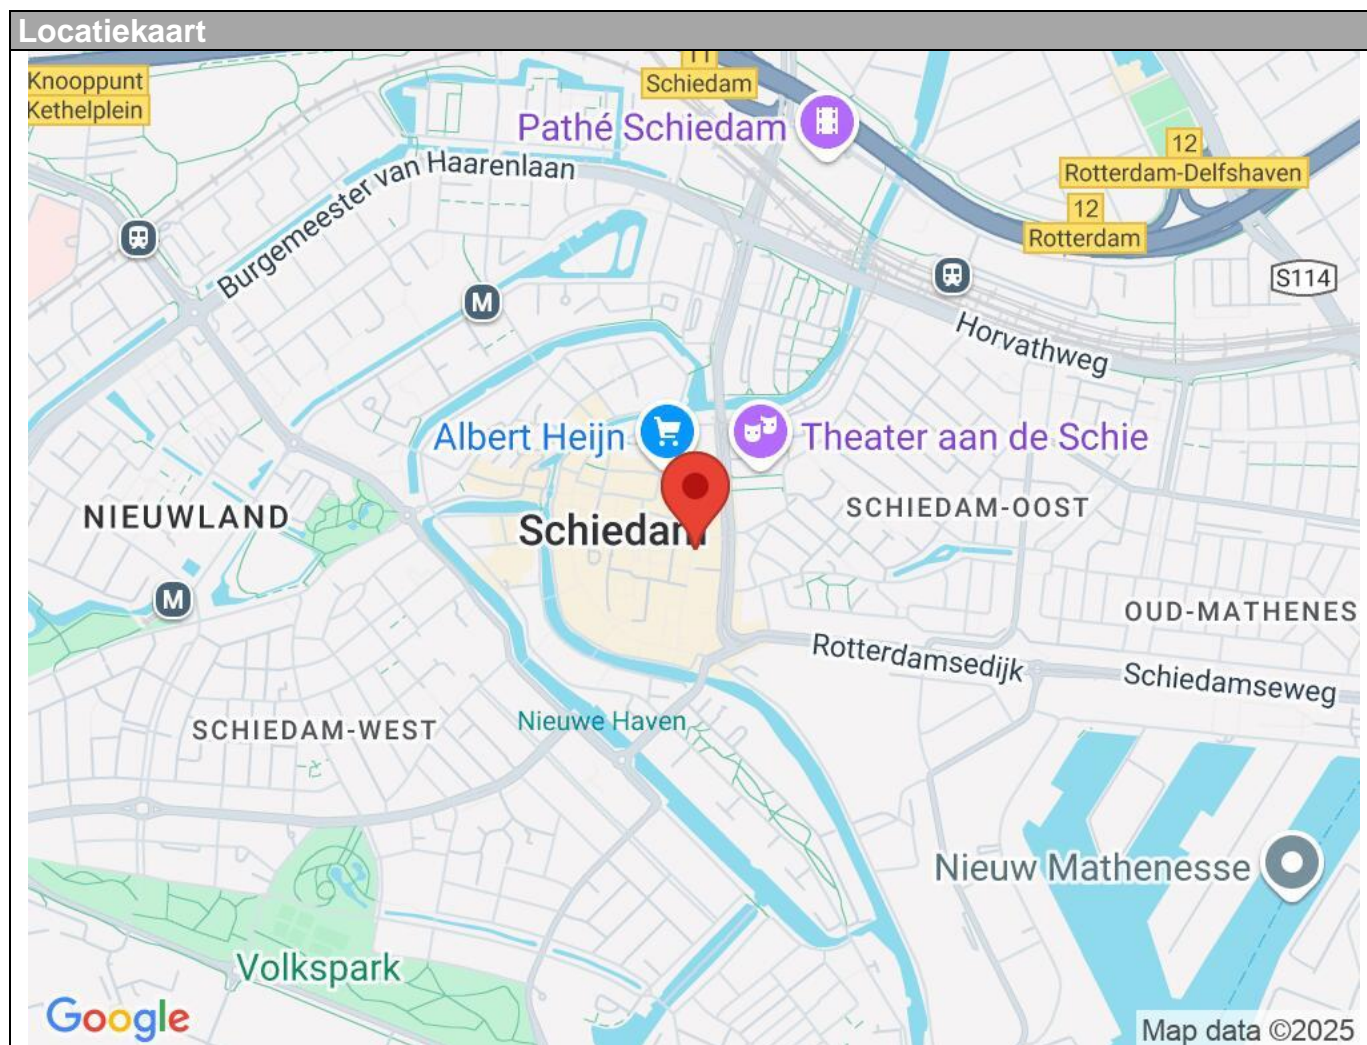 Locatiekaart
Knooppunt
Kethelplein
11
Schiedam
Pathé Schiedam
12
Rotterdam-Delfshaven
12
Rotterdam
Burgemeester van Haarenlaan
M
S114
Horvathweg
Albert Heijn
Theater aan de Schie
NIEUWLAND
Schiedam
SCHIEDAM-OOST
M
OUD-MATHENES
Rotterdamsedijk
Schiedamseweg
SCHIEDAM-WEST
Nieuwe Haven
Nieuw Mathenesse
Volkspark
Google
Map data ©2025